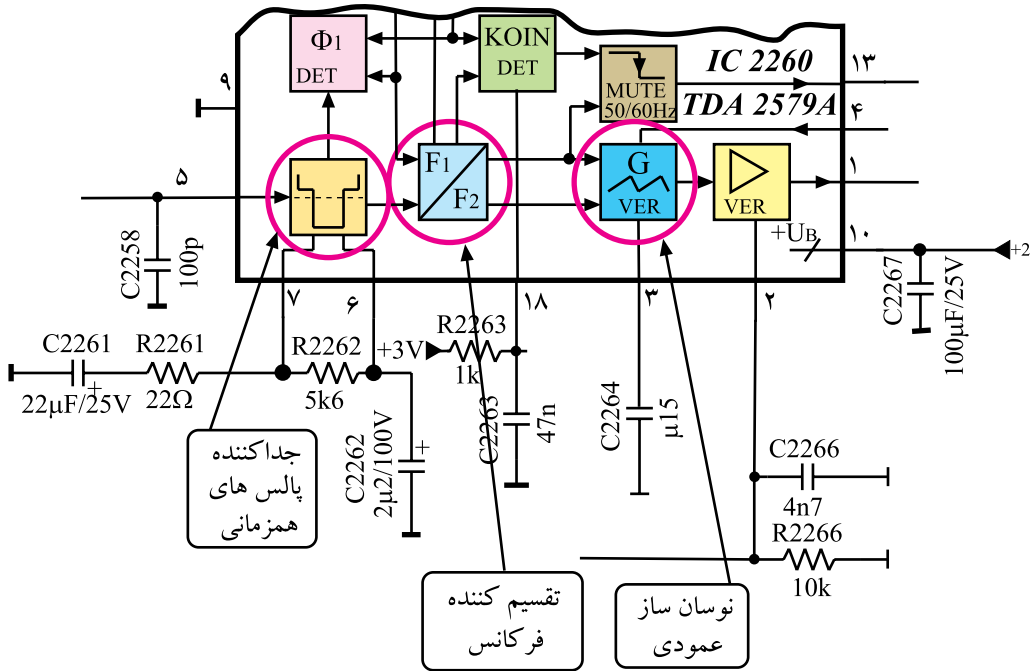 Φ1
DET
KOIN
DET
MUTE
50/60Hz
IC 2260
TDA 2579A
۱۳
۴
۹
۵
F1
F2
G
VER
VER
۱
+UB
۱۰
+2
C2258
100p
۷
۶
۱۸
۳
۲
C2267
100µF/25V
C2261
22µF/25V
R2261
22Ω
R2262
5k6
+3V
R2263
1k
C2262
2µ2/100V
+
+
C2263
47n
C2264
µ15
C2266
4n7
R2266
10k
جداکننده
پالس های
همزمانی
تقسیم کننده
فرکانس
نوسان ساز
عمودی